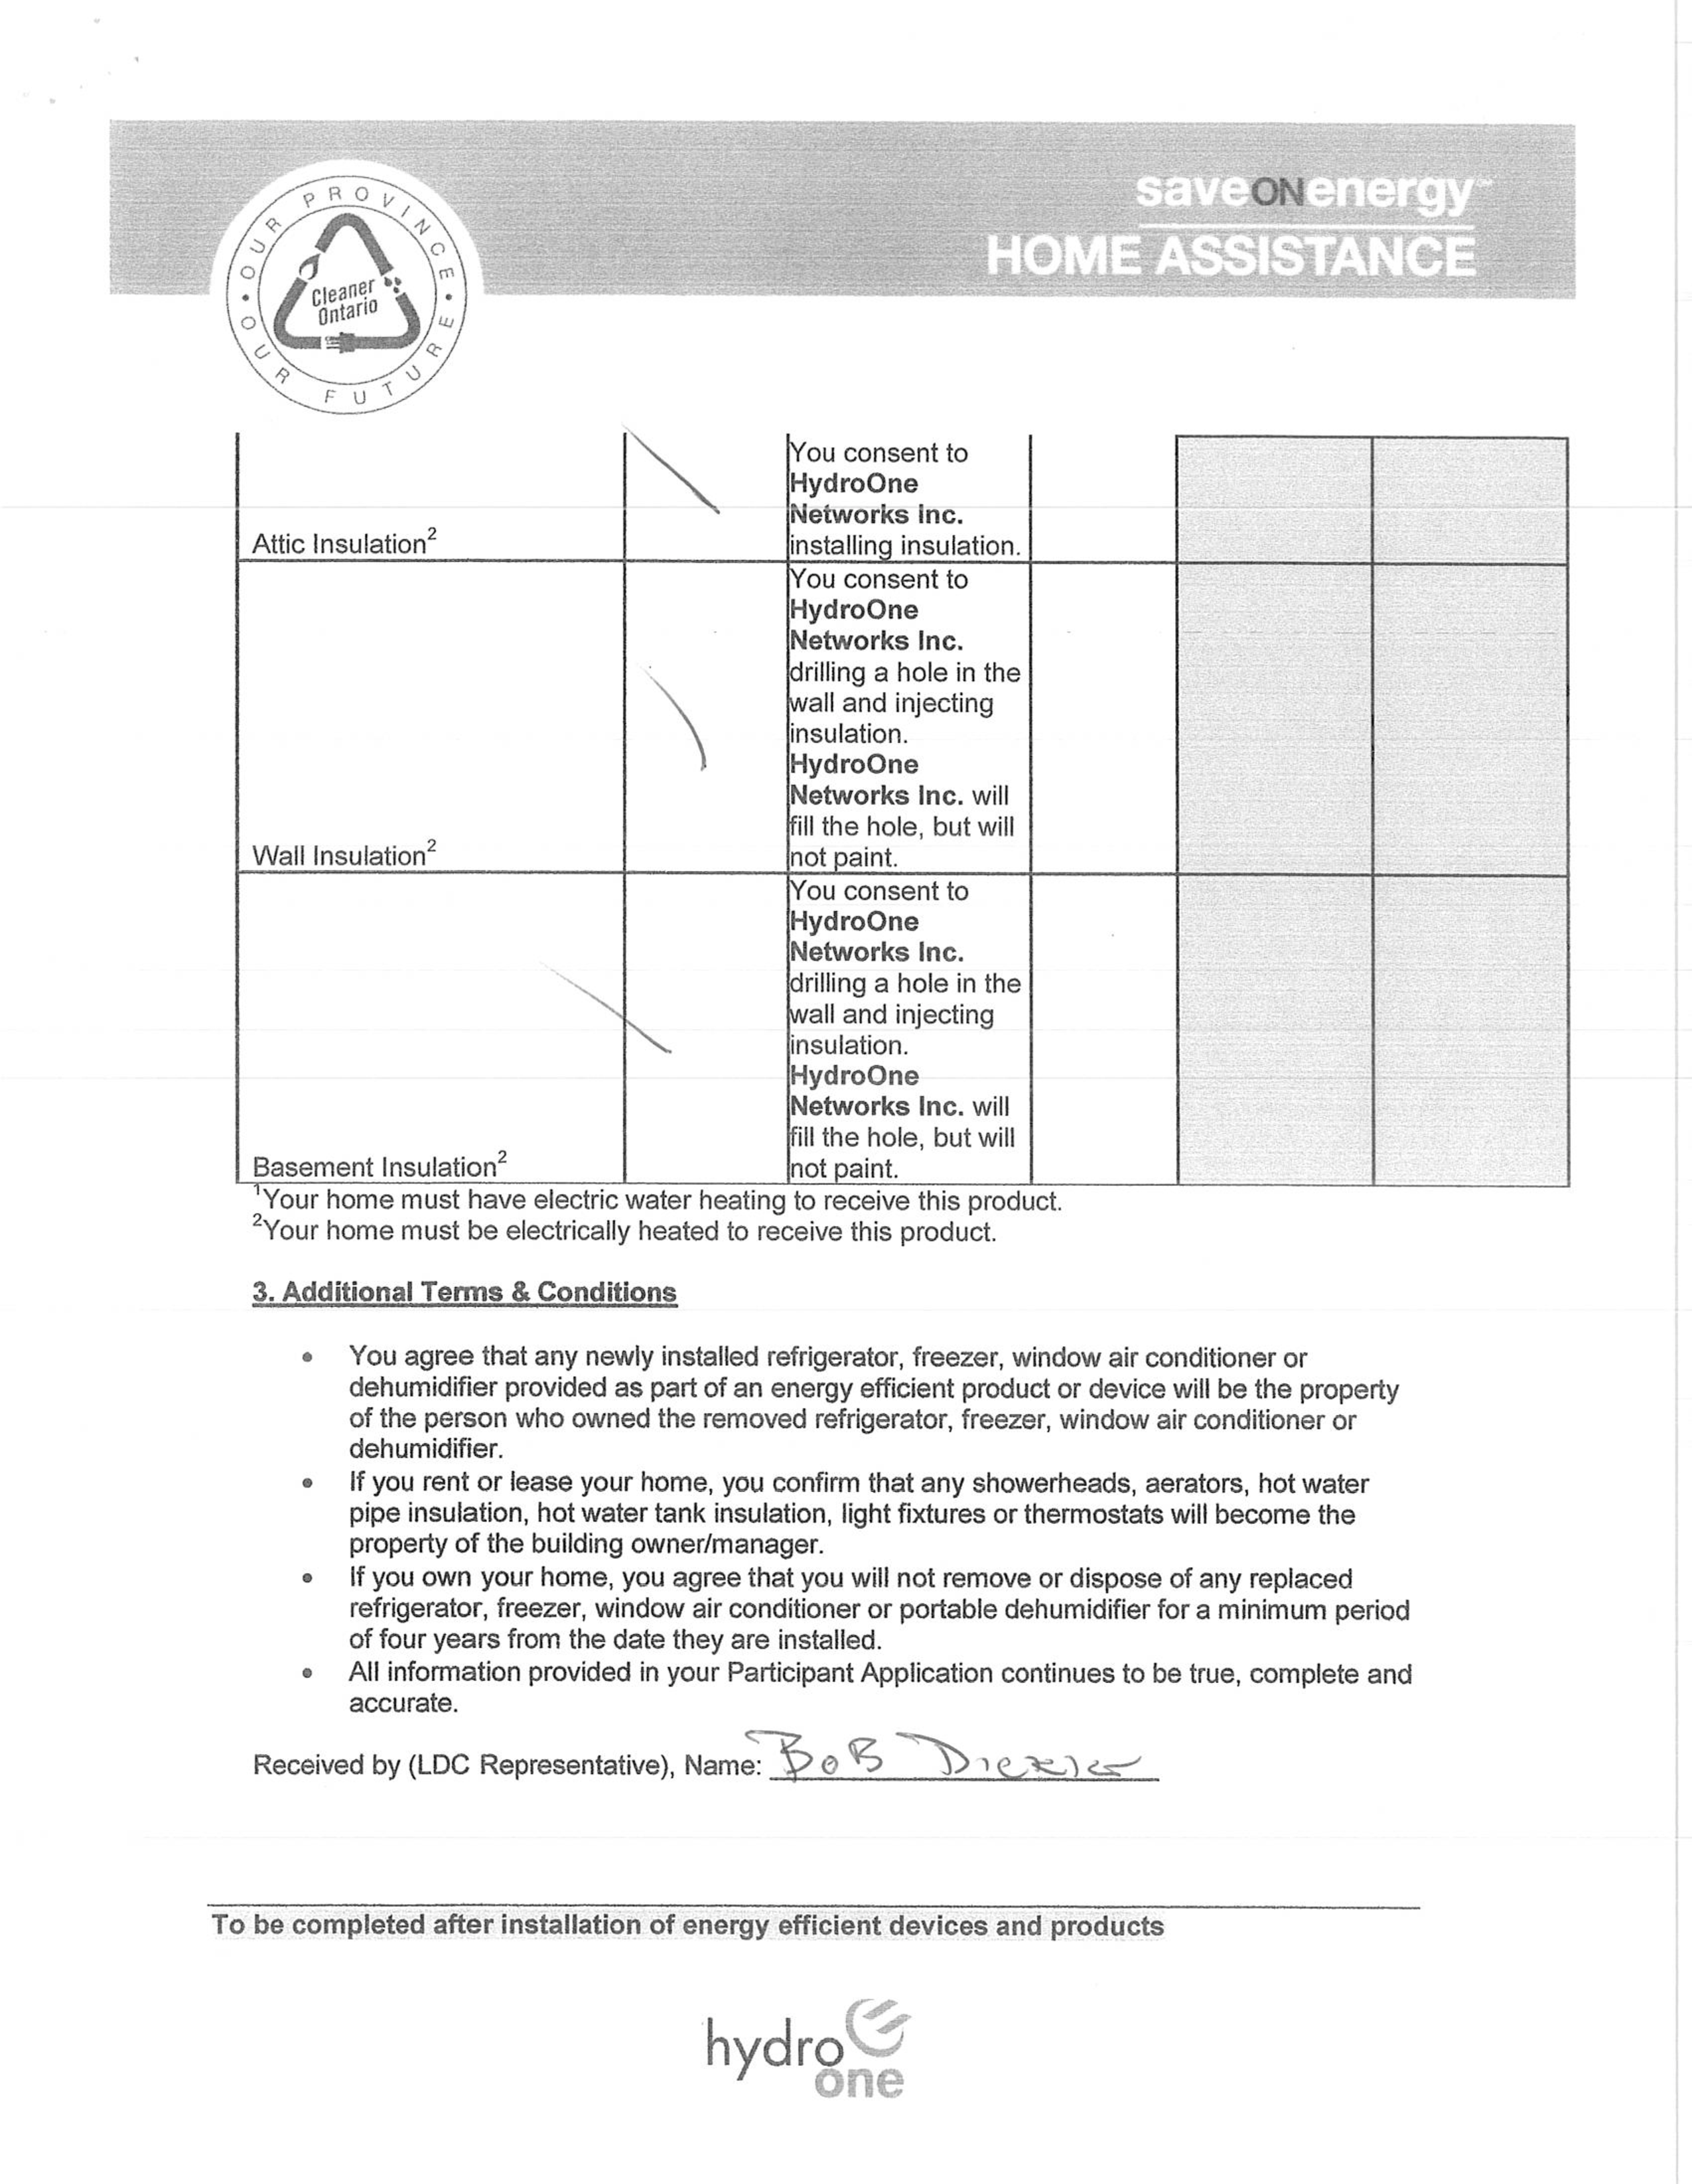 OUR PROVINCE
OUR FUTURE
Cleaner
Ontario
saveONenergy
HOME ASSISTANCE
Attic Insulation²
You consent to
HydroOne
Networks Inc.
installing insulation.
Wall Insulation²
You consent to
HydroOne
Networks Inc.
drilling a hole in the
wall and injecting
insulation.
HydroOne
Networks Inc. will
fill the hole, but will
not paint.
Basement Insulation²
You consent to
HydroOne
Networks Inc.
drilling a hole in the
wall and injecting
insulation.
HydroOne
Networks Inc. will
fill the hole, but will
not paint.
¹Your home must have electric water heating to receive this product.
²Your home must be electrically heated to receive this product.
3. Additional Terms & Conditions
• You agree that any newly installed refrigerator, freezer, window air conditioner or
dehumidifier provided as part of an energy efficient product or device will be the property
of the person who owned the removed refrigerator, freezer, window air conditioner or
dehumidifier.
• If you rent or lease your home, you confirm that any showerheads, aerators, hot water
pipe insulation, hot water tank insulation, light fixtures or thermostats will become the
property of the building owner/manager.
• If you own your home, you agree that you will not remove or dispose of any replaced
refrigerator, freezer, window air conditioner or portable dehumidifier for a minimum period
of four years from the date they are installed.
• All information provided in your Participant Application continues to be true, complete and
accurate.
Received by (LDC Representative), Name: BoB
To be completed after installation of energy efficient devices and products
hydro
one